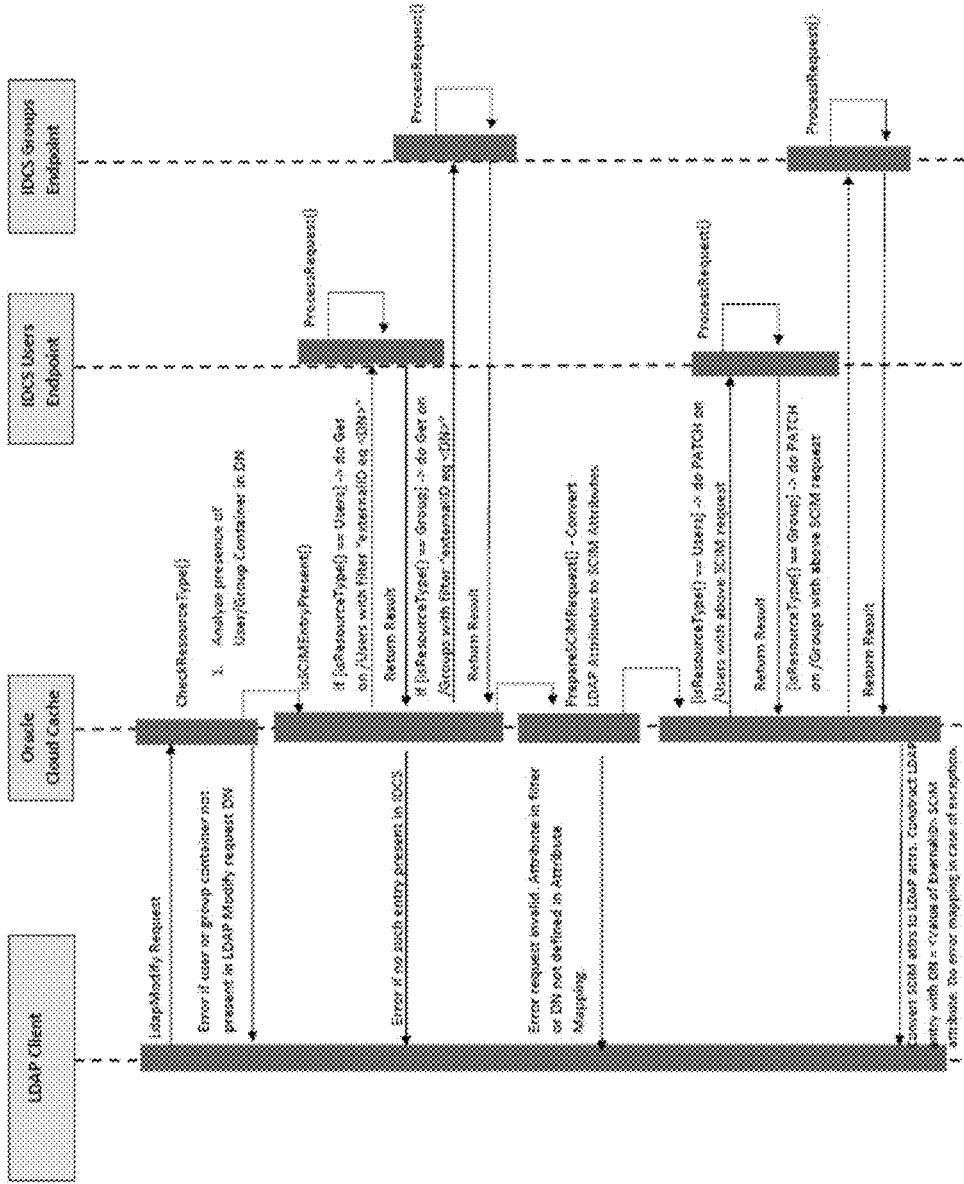 LDAP Client
Oracle
Cloud Cache
IDCS Users
Endpoint
IDCS Groups
Endpoint
LdapModify Request
CheckResourceType()
1. Analyse presence of
User/Group Container in DN
Error if user or group container not
present in LDAP Modify request DN
isSCIMEntryPresent()
If [isResourceType() == Users] -> do Get
on /Users with filter "externalID eq <DN>"
ProcessRequest()
Return Result
Error if no such entry present in IDCS
If [isResourceType() == Group] -> do Get on
/Groups with filter "externalID eq <DN>"
ProcessRequest()
Return Result
PrepareSCIMRequest() - Convert
LDAP Attributes to SCIM Attributes
Error request invalid. Attribute in filter
or DN not defined in Attribute
Mapping.
[isResourceType() == Users] -> do PATCH on
/Users with above SCIM request
ProcessRequest()
Return Result
[isResourceType() == Group] -> do PATCH
on /Groups with above SCIM request
ProcessRequest()
Return Result
Convert SCIM attrs to LDAP attrs. Construct LDAP
entry with DN = <value of ExternalID> SCIM
attribute. Do error mapping in case of exception.